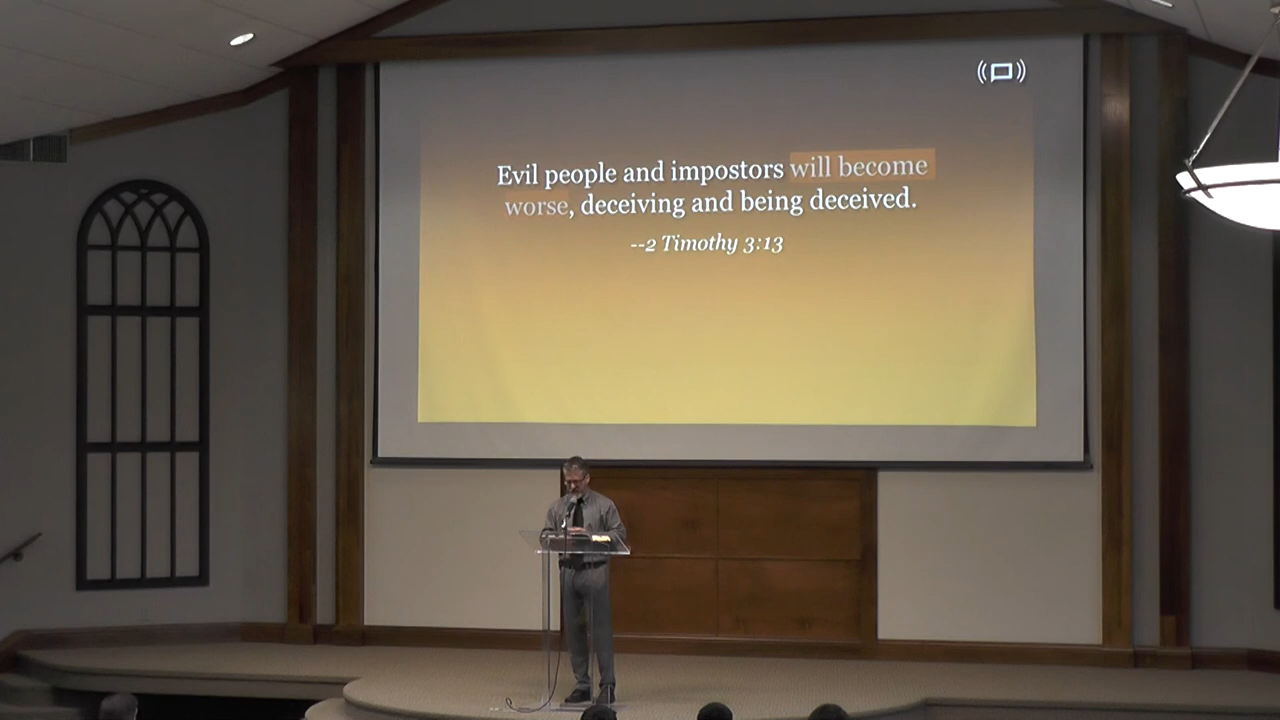 Evil people and impostors will become
worse, deceiving and being deceived.
--2 Timothy 3:13